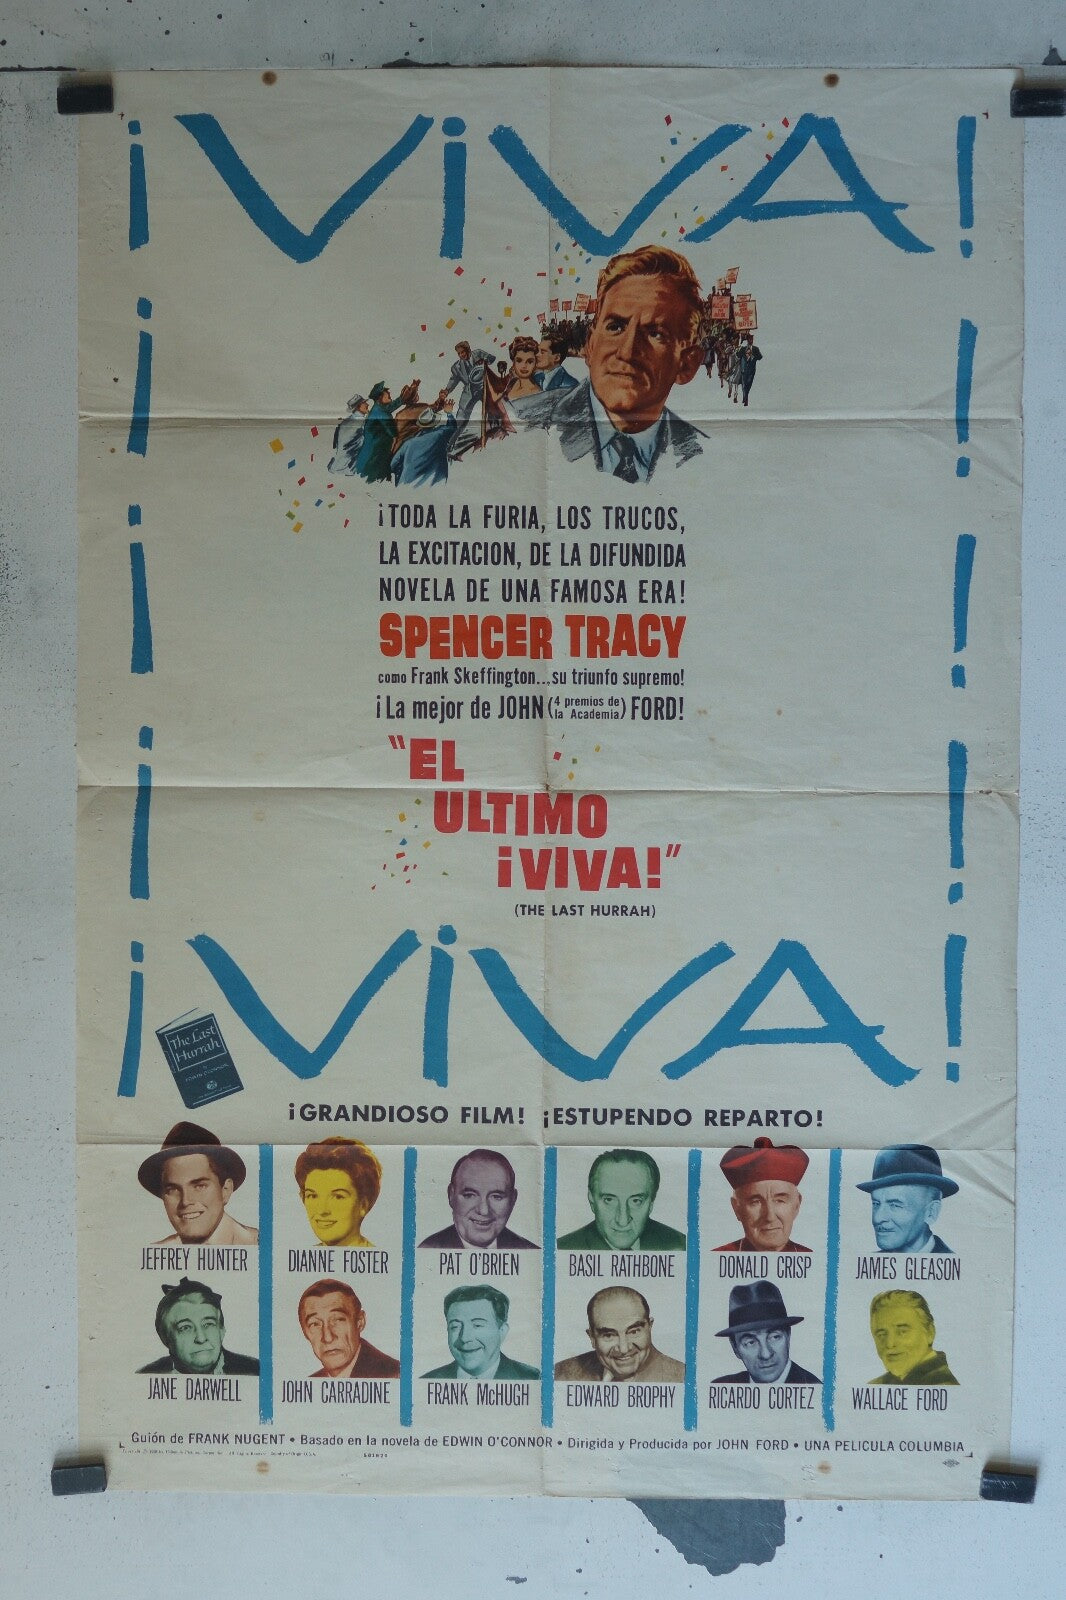 ¡VIVA!
¡TODA LA FURIA, LOS TRUCOS,
LA EXCITACION, DE LA DIFUNDIDA
NOVELA DE UNA FAMOSA ERA!
SPENCER TRACY
como Frank Skeffington...su triunfo supremo!
¡La mejor de JOHN (4 premios de la Academia) FORD!
"EL
ULTIMO
¡VIVA!"
(THE LAST HURRAH)
¡VIVA!
The Last
Hurrah
¡GRANDIOSO FILM! ¡ESTUPENDO REPARTO!
JEFFREY HUNTER DIANNE FOSTER PAT O'BRIEN BASIL RATHBONE DONALD CRISP JAMES GLEASON
JANE DARWELL JOHN CARRADINE FRANK McHUGH EDWARD BROPHY RICARDO CORTEZ WALLACE FORD
Guión de FRANK NUGENT • Basado en la novela de EDWIN O'CONNOR • Dirigida y Producida por JOHN FORD • UNA PELICULA COLUMBIA